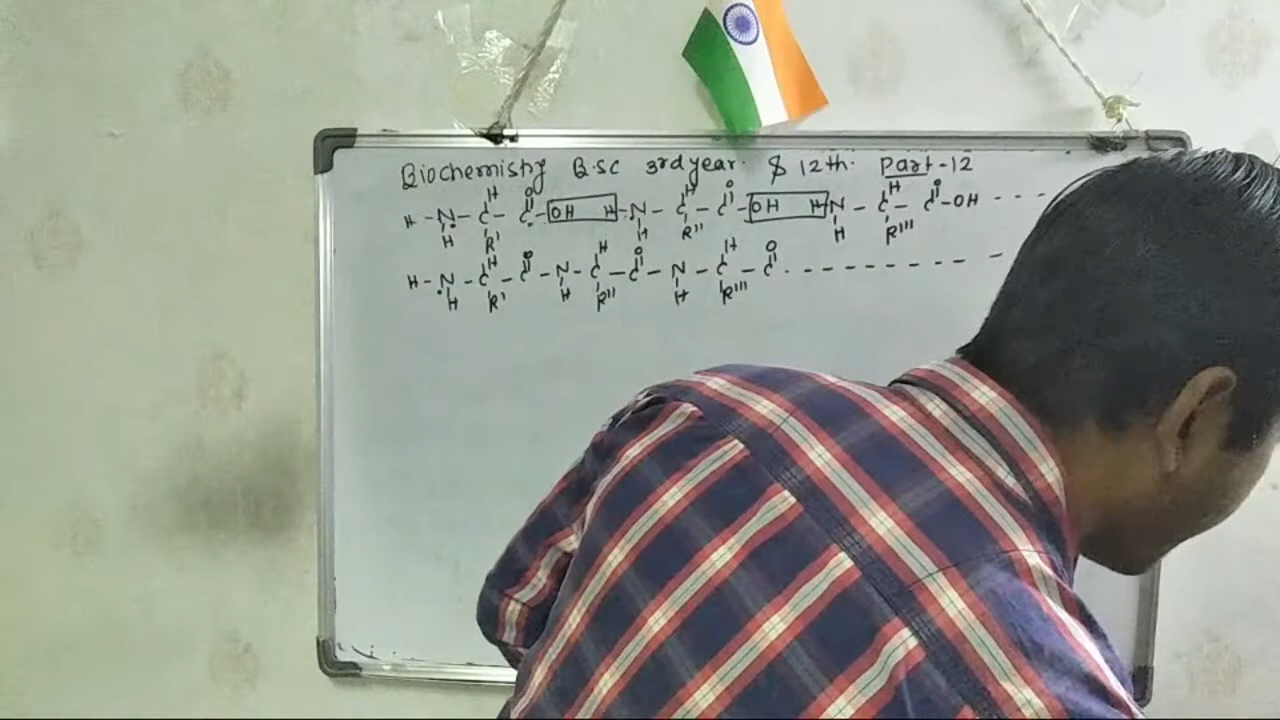 Biochemistry B.SC 3rd year. $ 12th. Part-12
H H O H O H O
H - N - C - C - OH H - N - C - C - OH H N - C - C - OH - - -
H R' H R'' H R'''
H O H O H O
H - N - C - C - N - C - C - N - C - C - - - - - - - - -
H R' H R'' H R'''